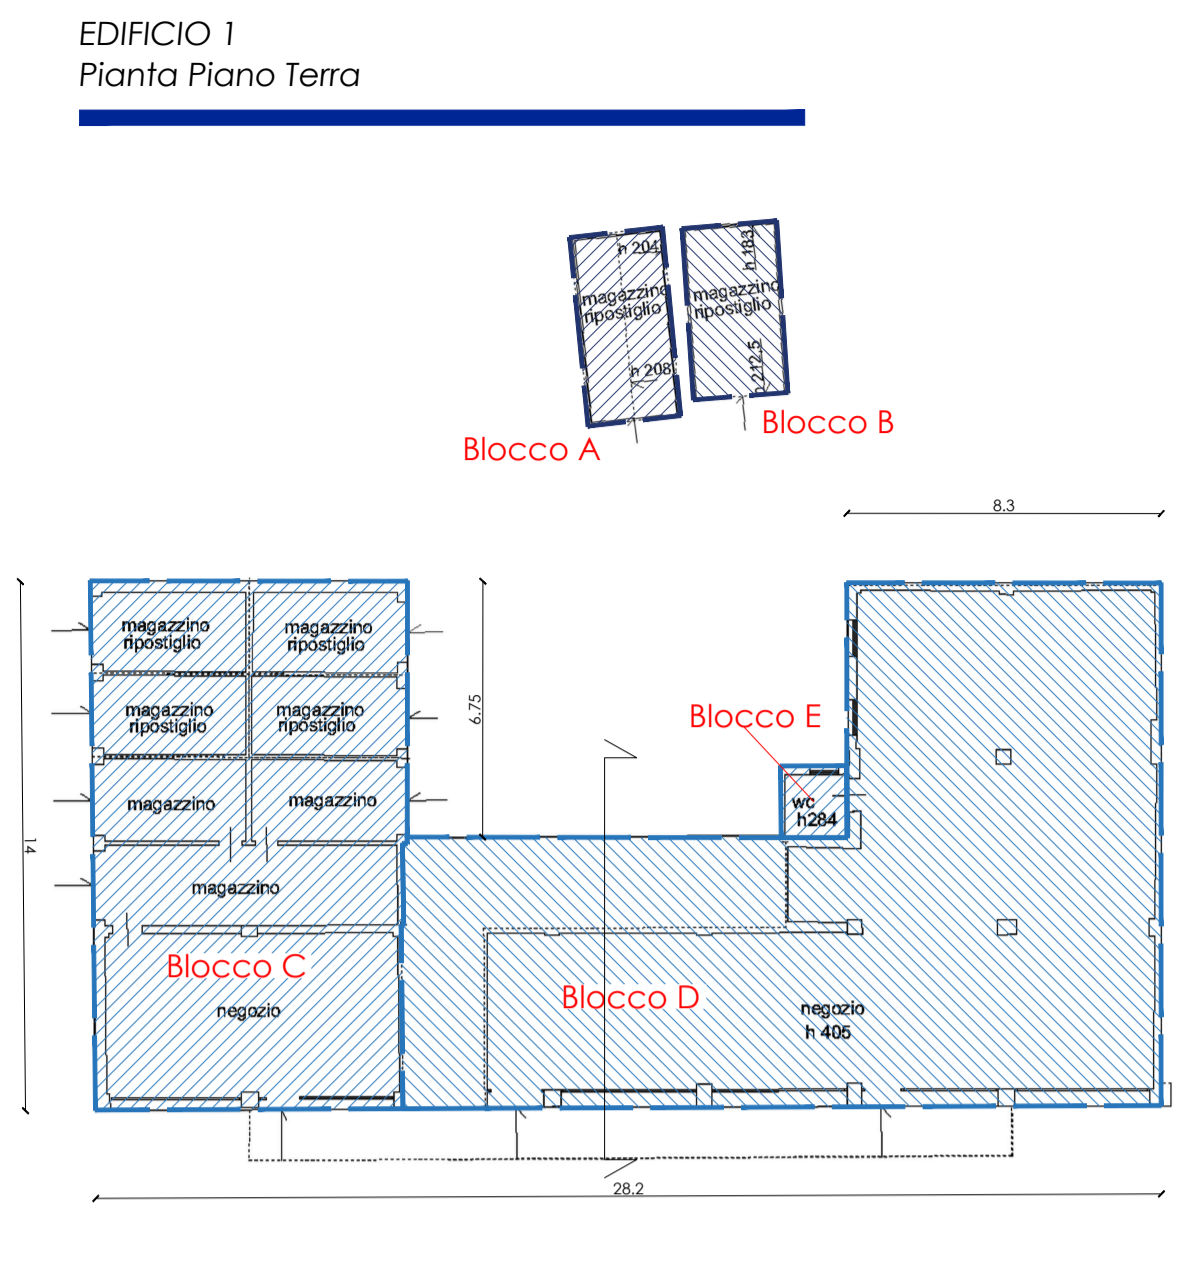 EDIFICIO 1
Pianta Piano Terra
h 204
h 183
magazzino
ripostiglio
magazzino
ripostiglio
h 208
h 212,5
Blocco A
Blocco B
8.3
magazzino
ripostiglio
magazzino
ripostiglio
magazzino
ripostiglio
magazzino
ripostiglio
6.75
Blocco E
magazzino
magazzino
wc
h284
14
magazzino
Blocco C
Blocco D
negozio
negozio
h 405
28.2